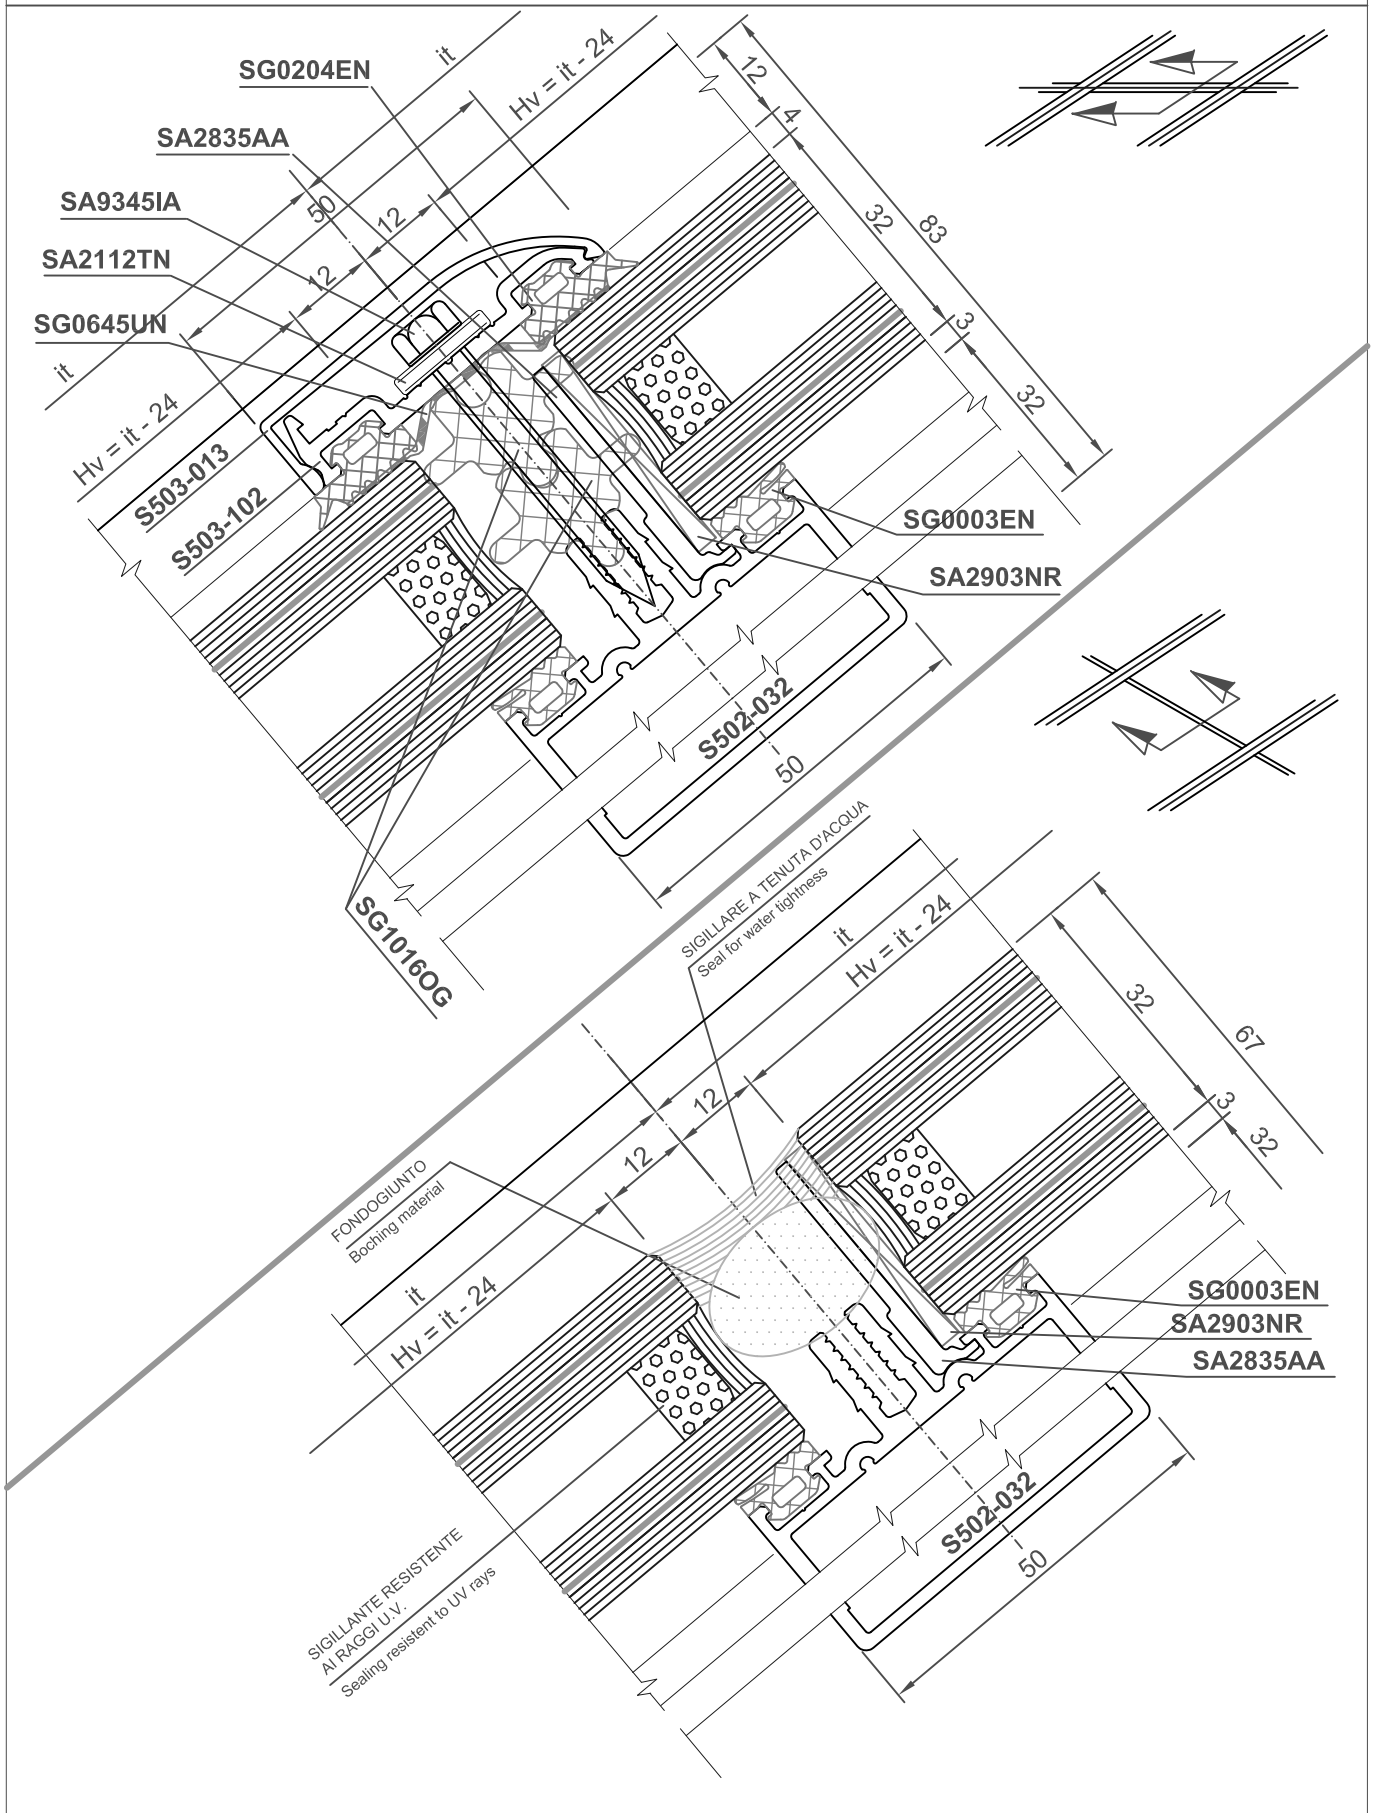 SG0204EN
SA2835AA
SA9345IA
SA2112TN
SG0645UN
it
Hv = it - 24
50
12
12
it
Hv = it - 24
S503-013
S503-102
12
4
32
83
3
32
SG0003EN
SA2903NR
S502-032
50
SG1016OG
SIGILLARE A TENUTA D'ACQUA
Seal for water tightness
it
Hv = it - 24
32
67
3
32
12
12
FONDOGIUNTO
Boching material
it
Hv = it - 24
SG0003EN
SA2903NR
SA2835AA
S502-032
50
SIGILLANTE RESISTENTE
AI RAGGI U.V.
Sealing resistent to UV rays